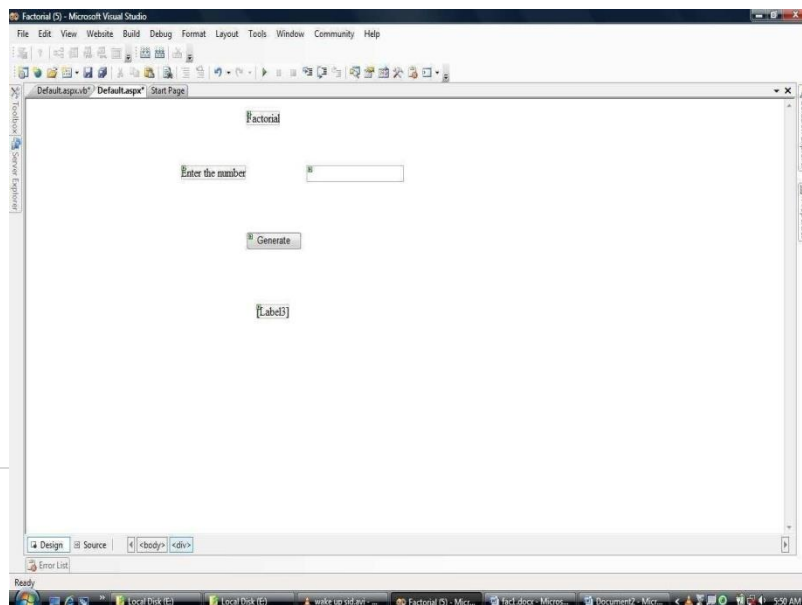 Factorial (5) - Microsoft Visual Studio
File Edit View Website Build Debug Format Layout Tools Window Community Help
Default.aspx.vb* Default.aspx* Start Page
Toolbox
Server Explorer
Factorial
Enter the number
Generate
[Label3]
Design Source <body> <div>
Error List
Ready
Local Disk (E:) Local Disk (E:) wake up sid.avi - ... Factorial (5) - Micr... fact.docx - Micros... Document2 - Micr... 5:50 AM